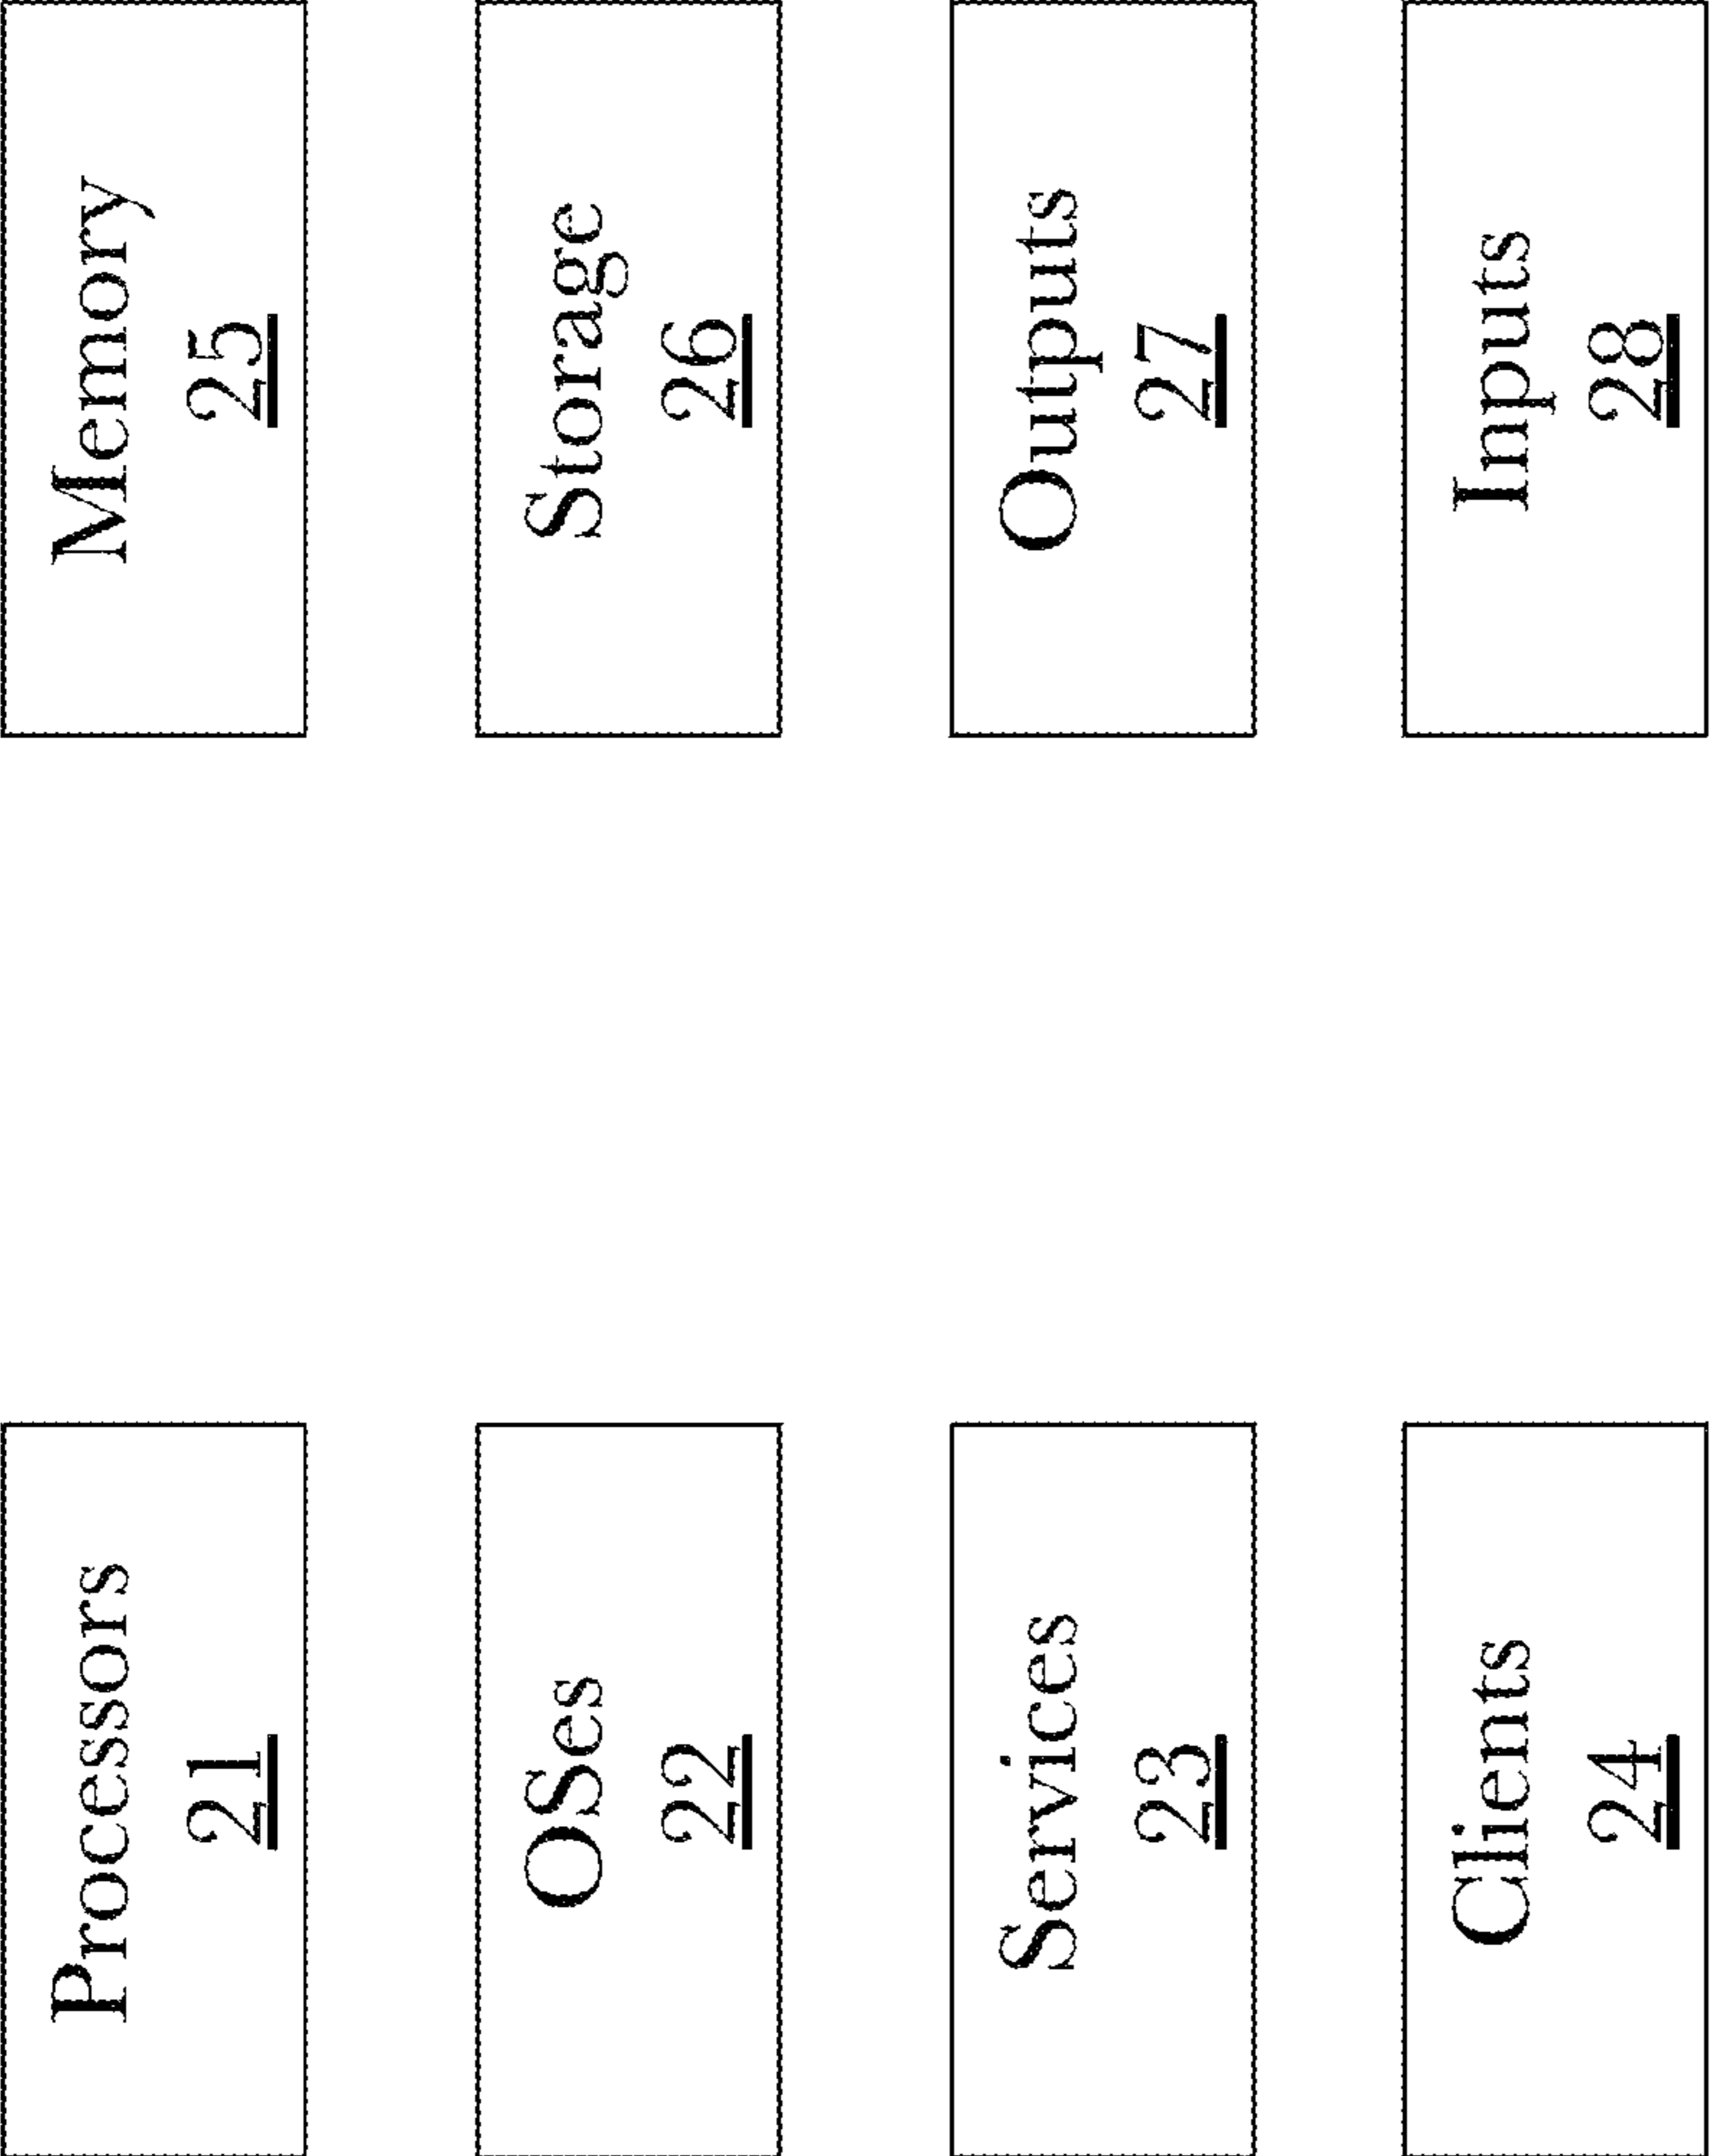 Processors
21
Memory
25
OSes
22
Storage
26
Services
23
Outputs
27
Clients
24
Inputs
28